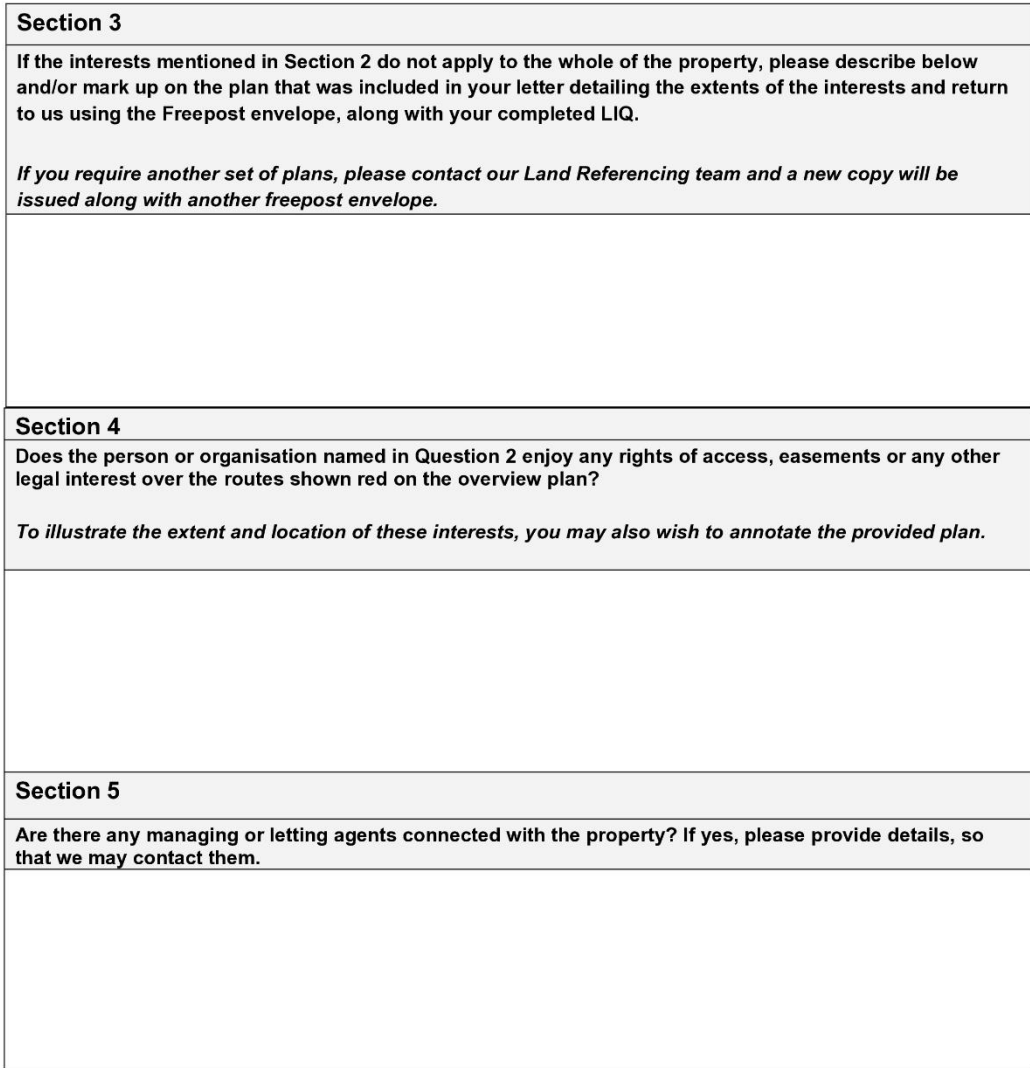 Section 3
If the interests mentioned in Section 2 do not apply to the whole of the property, please describe below
and/or mark up on the plan that was included in your letter detailing the extents of the interests and return
to us using the Freepost envelope, along with your completed LIQ.
If you require another set of plans, please contact our Land Referencing team and a new copy will be
issued along with another freepost envelope.
Section 4
Does the person or organisation named in Question 2 enjoy any rights of access, easements or any other
legal interest over the routes shown red on the overview plan?
To illustrate the extent and location of these interests, you may also wish to annotate the provided plan.
Section 5
Are there any managing or letting agents connected with the property? If yes, please provide details, so
that we may contact them.